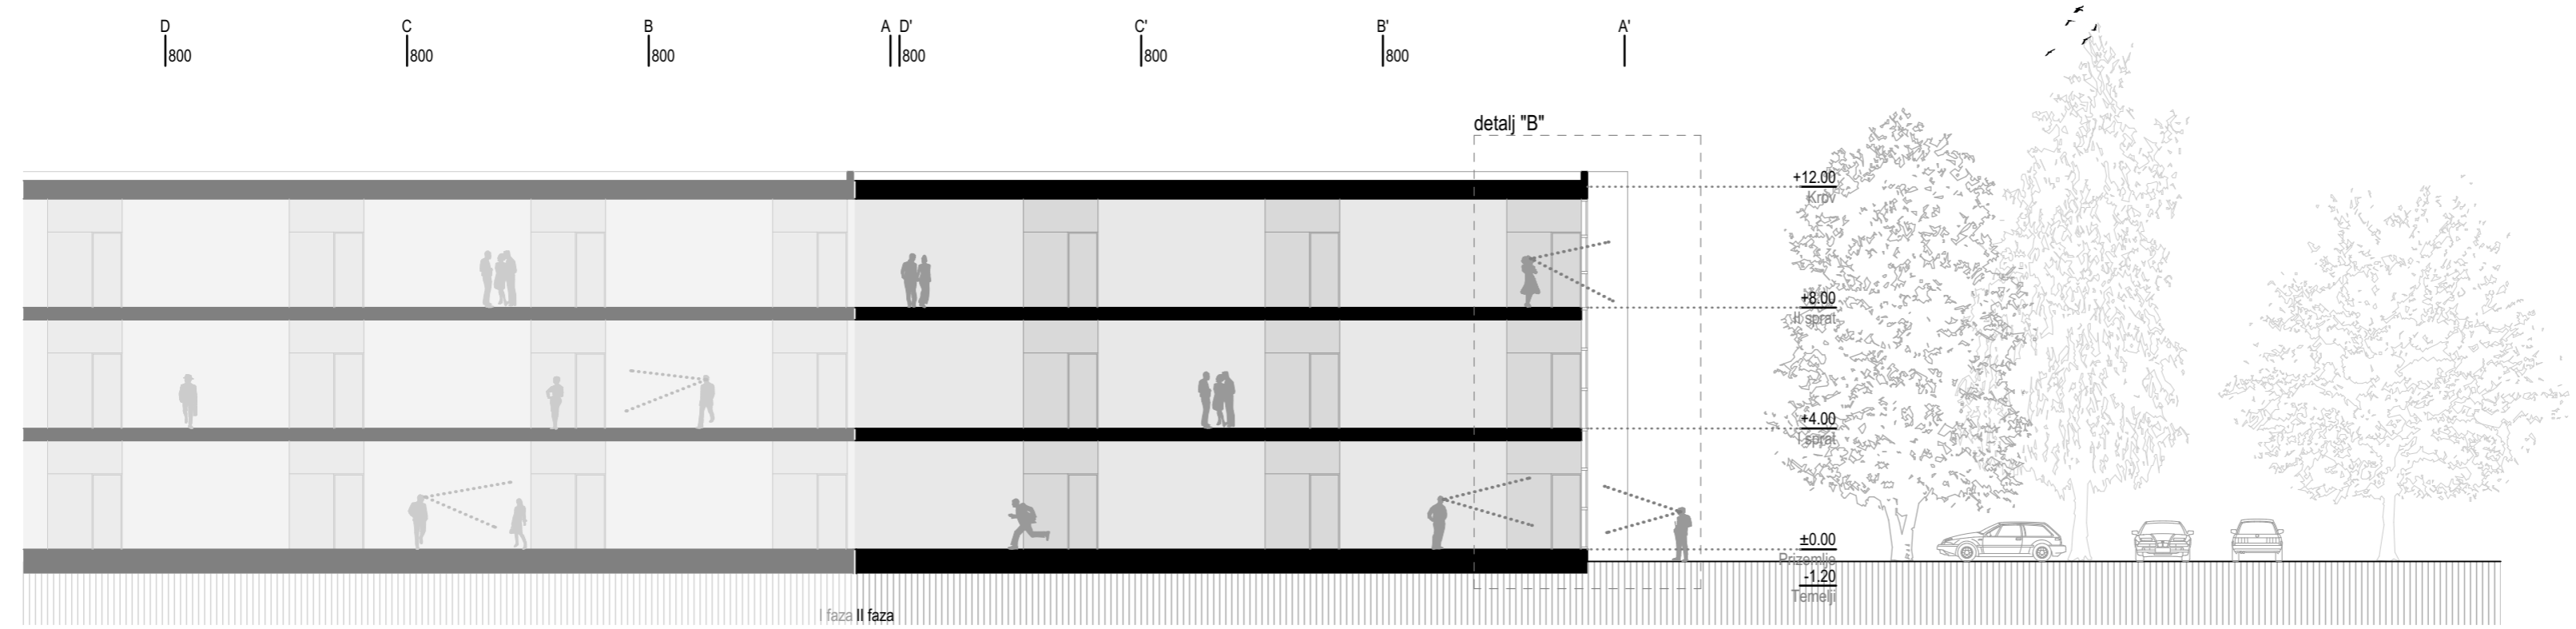 D C B A D' C' B' A'
800 800 800 800 800 800
detalj "B"
+12.00
Krov
+8.00
II sprat
+4.00
I sprat
±0.00
Prizemlje
-1.20
Temelji
I faza II faza